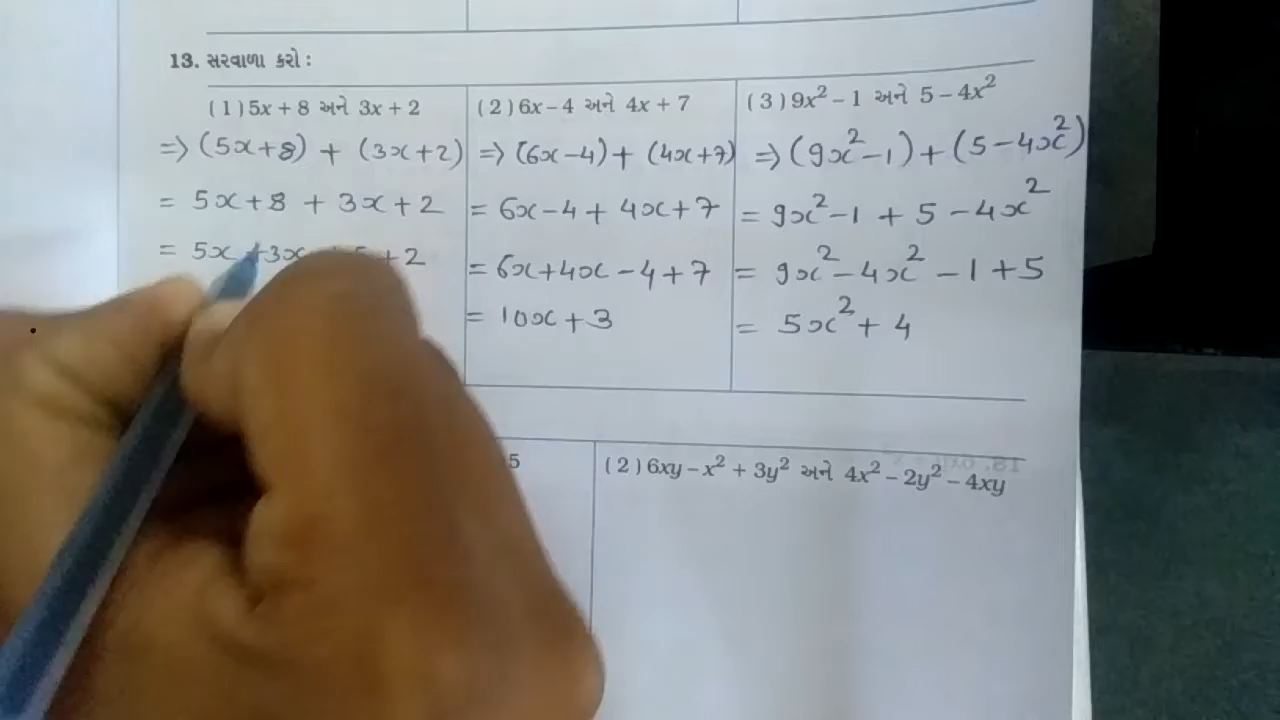 13. સરવાળા કરો :
(1) 5x + 8 અને 3x + 2
⇒ (5x+8) + (3x+2)
= 5x+8 + 3x+2
= 5x +3x + +2
(2) 6x – 4 અને 4x + 7
⇒ (6x–4) + (4x+7)
= 6x–4 + 4x+7
= 6x+4x –4+7
= 10x+3
(3) 9x² – 1 અને 5 – 4x²
⇒ (9x²–1) + (5–4x²)
= 9x²–1 + 5 –4x²
= 9x²–4x² –1+5
= 5x²+4
5
(2) 6xy – x² + 3y² અને 4x² – 2y² – 4xy